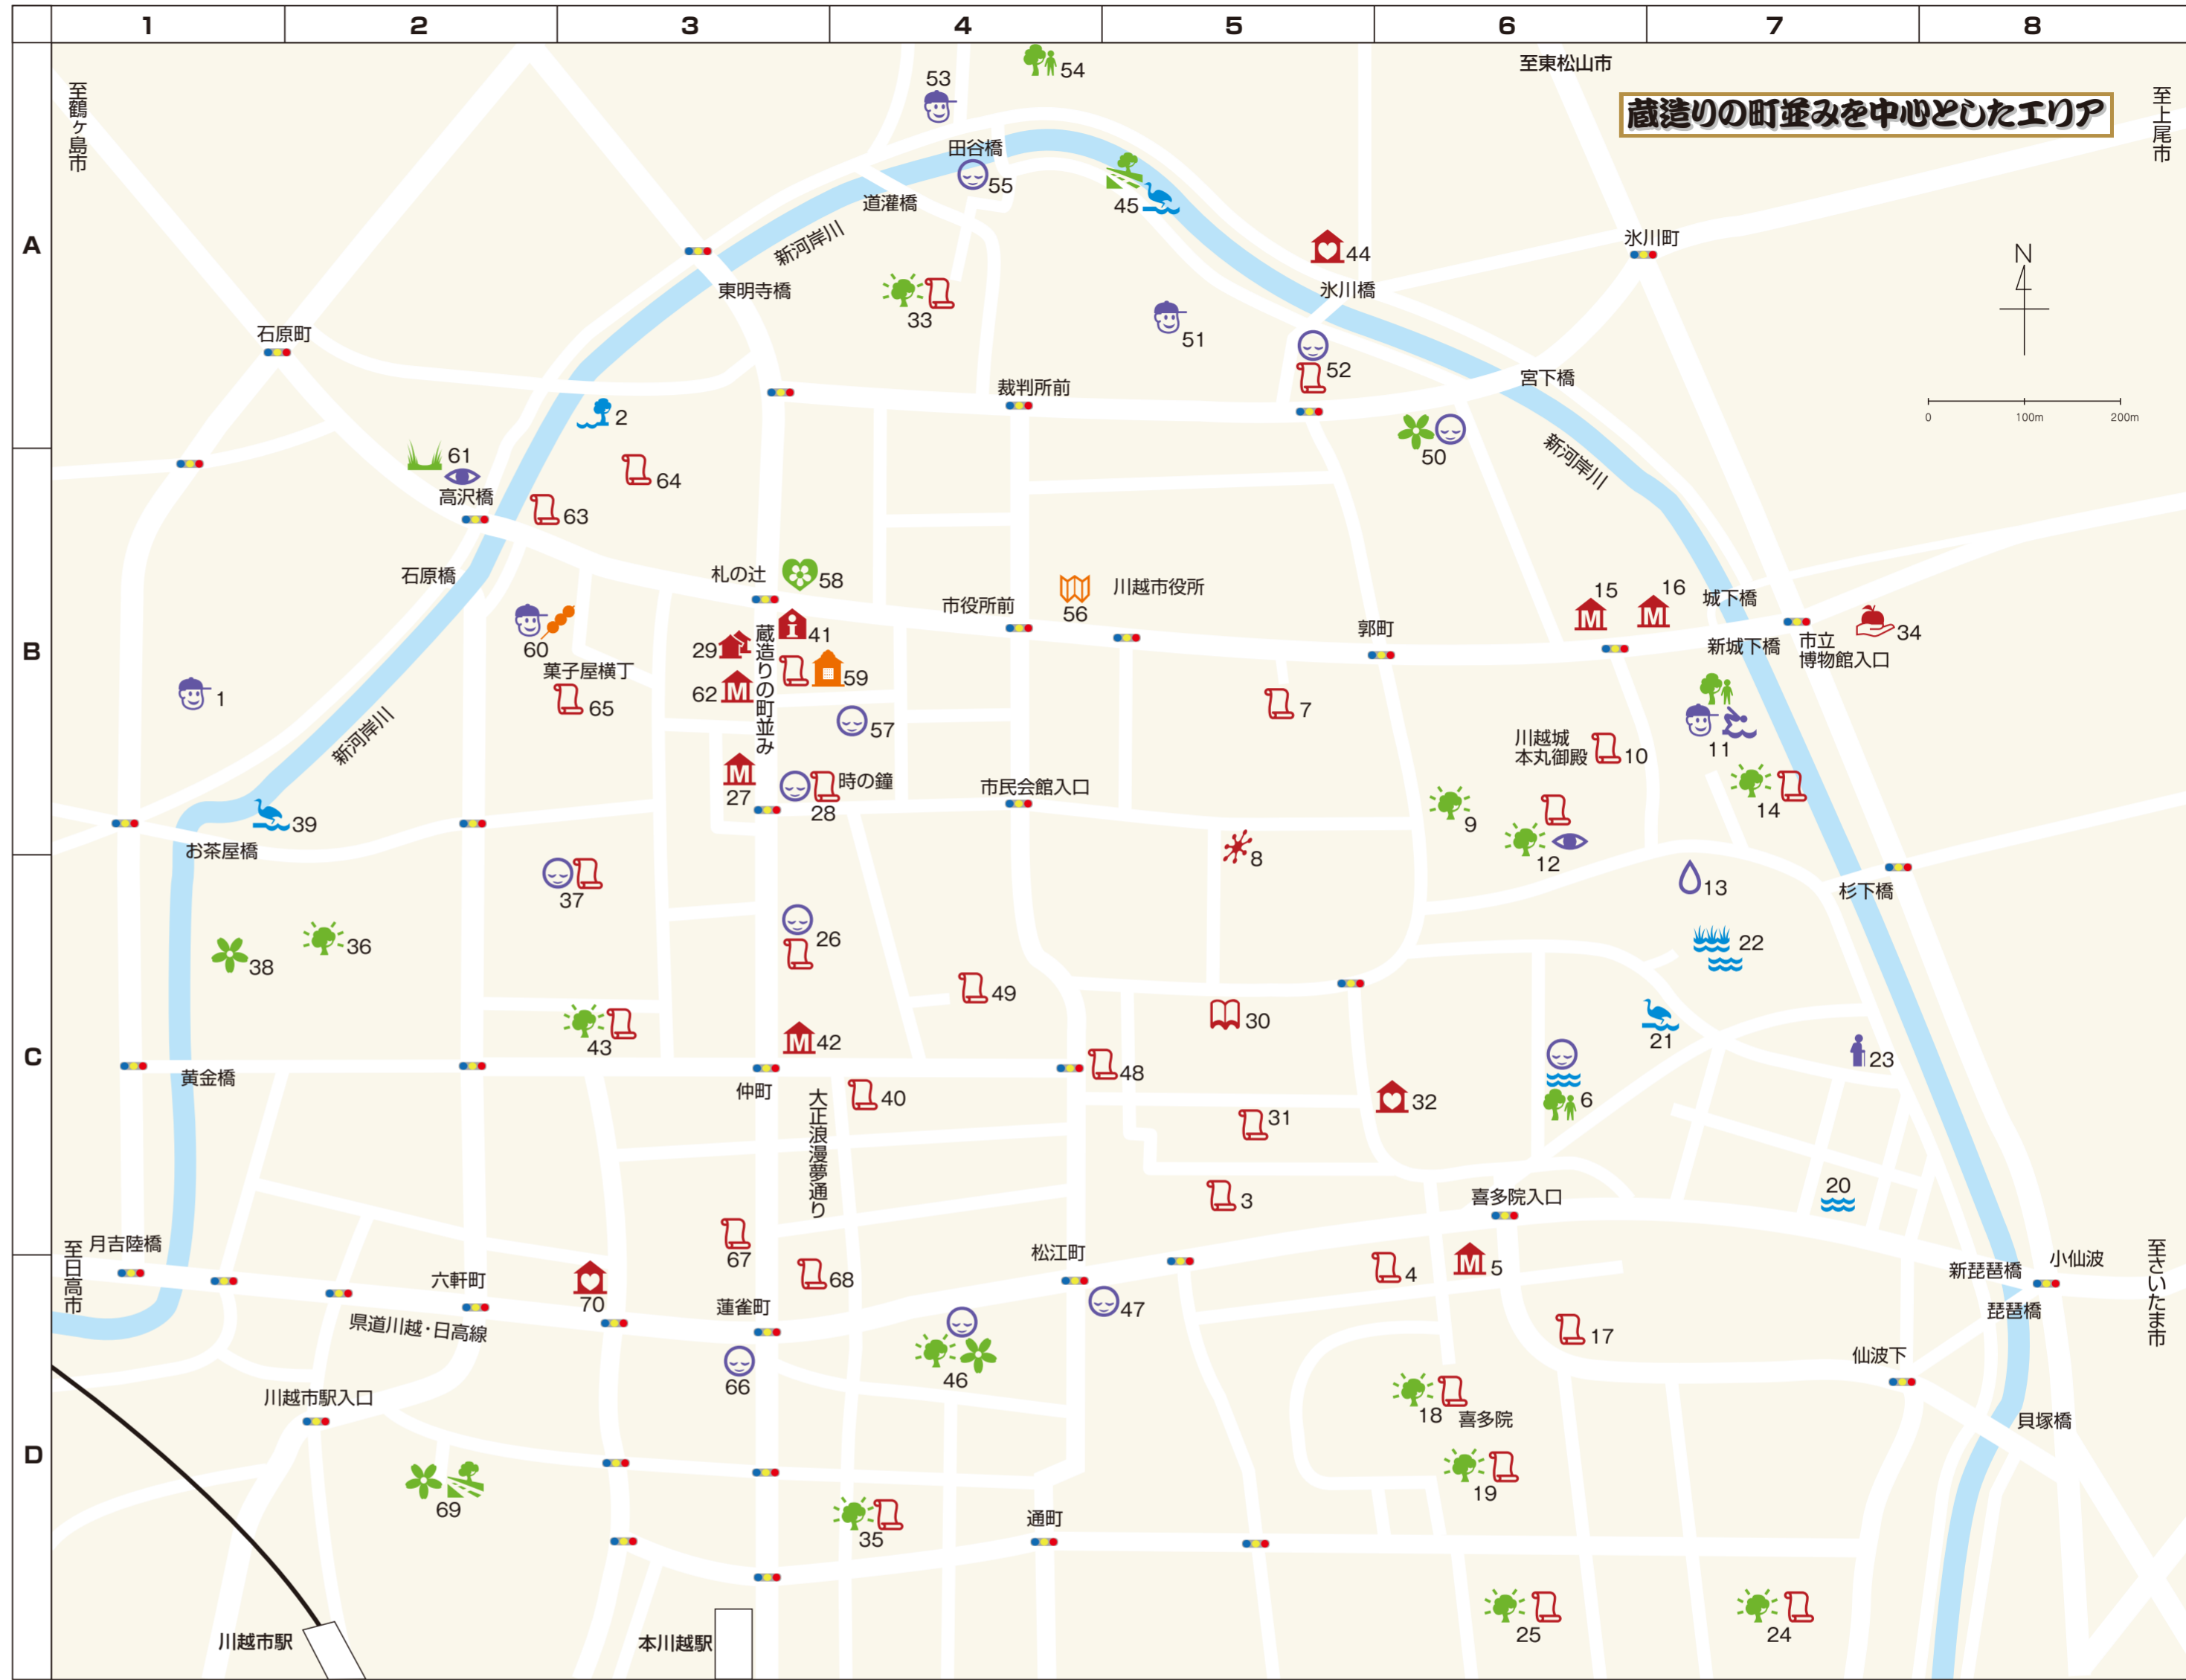 1 2 3 4 5 6 7 8
A
B
C
D
蔵造りの町並みを中心としたエリア
至鶴ヶ島市
至東松山市
至上尾市
54
53
田谷橋
55
道灌橋
45
新河岸川
44
氷川町
N
東明寺橋
33
氷川橋
51
石原町
52
裁判所前
宮下橋
0 100m 200m
2
50
新河岸川
61
高沢橋
64
63
石原橋
札の辻
58
市役所前
56
川越市役所
15
16
城下橋
郭町
新城下橋
市立
博物館入口
34
60
菓子屋横丁
65
29
41
62
59
蔵造りの町並み
57
7
1
新河岸川
川越城
本丸御殿
10
11
14
27
28
時の鐘
市民会館入口
9
12
39
お茶屋橋
8
37
13
杉下橋
26
22
38
36
49
30
43
42
21
23
黄金橋
仲町
48
40
大正浪漫夢通り
31
32
6
3
喜多院入口
20
月吉陸橋
至日高市
67
68
松江町
4
5
新琵琶橋
小仙波
琵琶橋
至さいたま市
六軒町
70
蓮雀町
47
県道川越・日高線
66
46
17
仙波下
川越市駅入口
18
喜多院
貝塚橋
69
19
35
通町
25
24
川越市駅
本川越駅